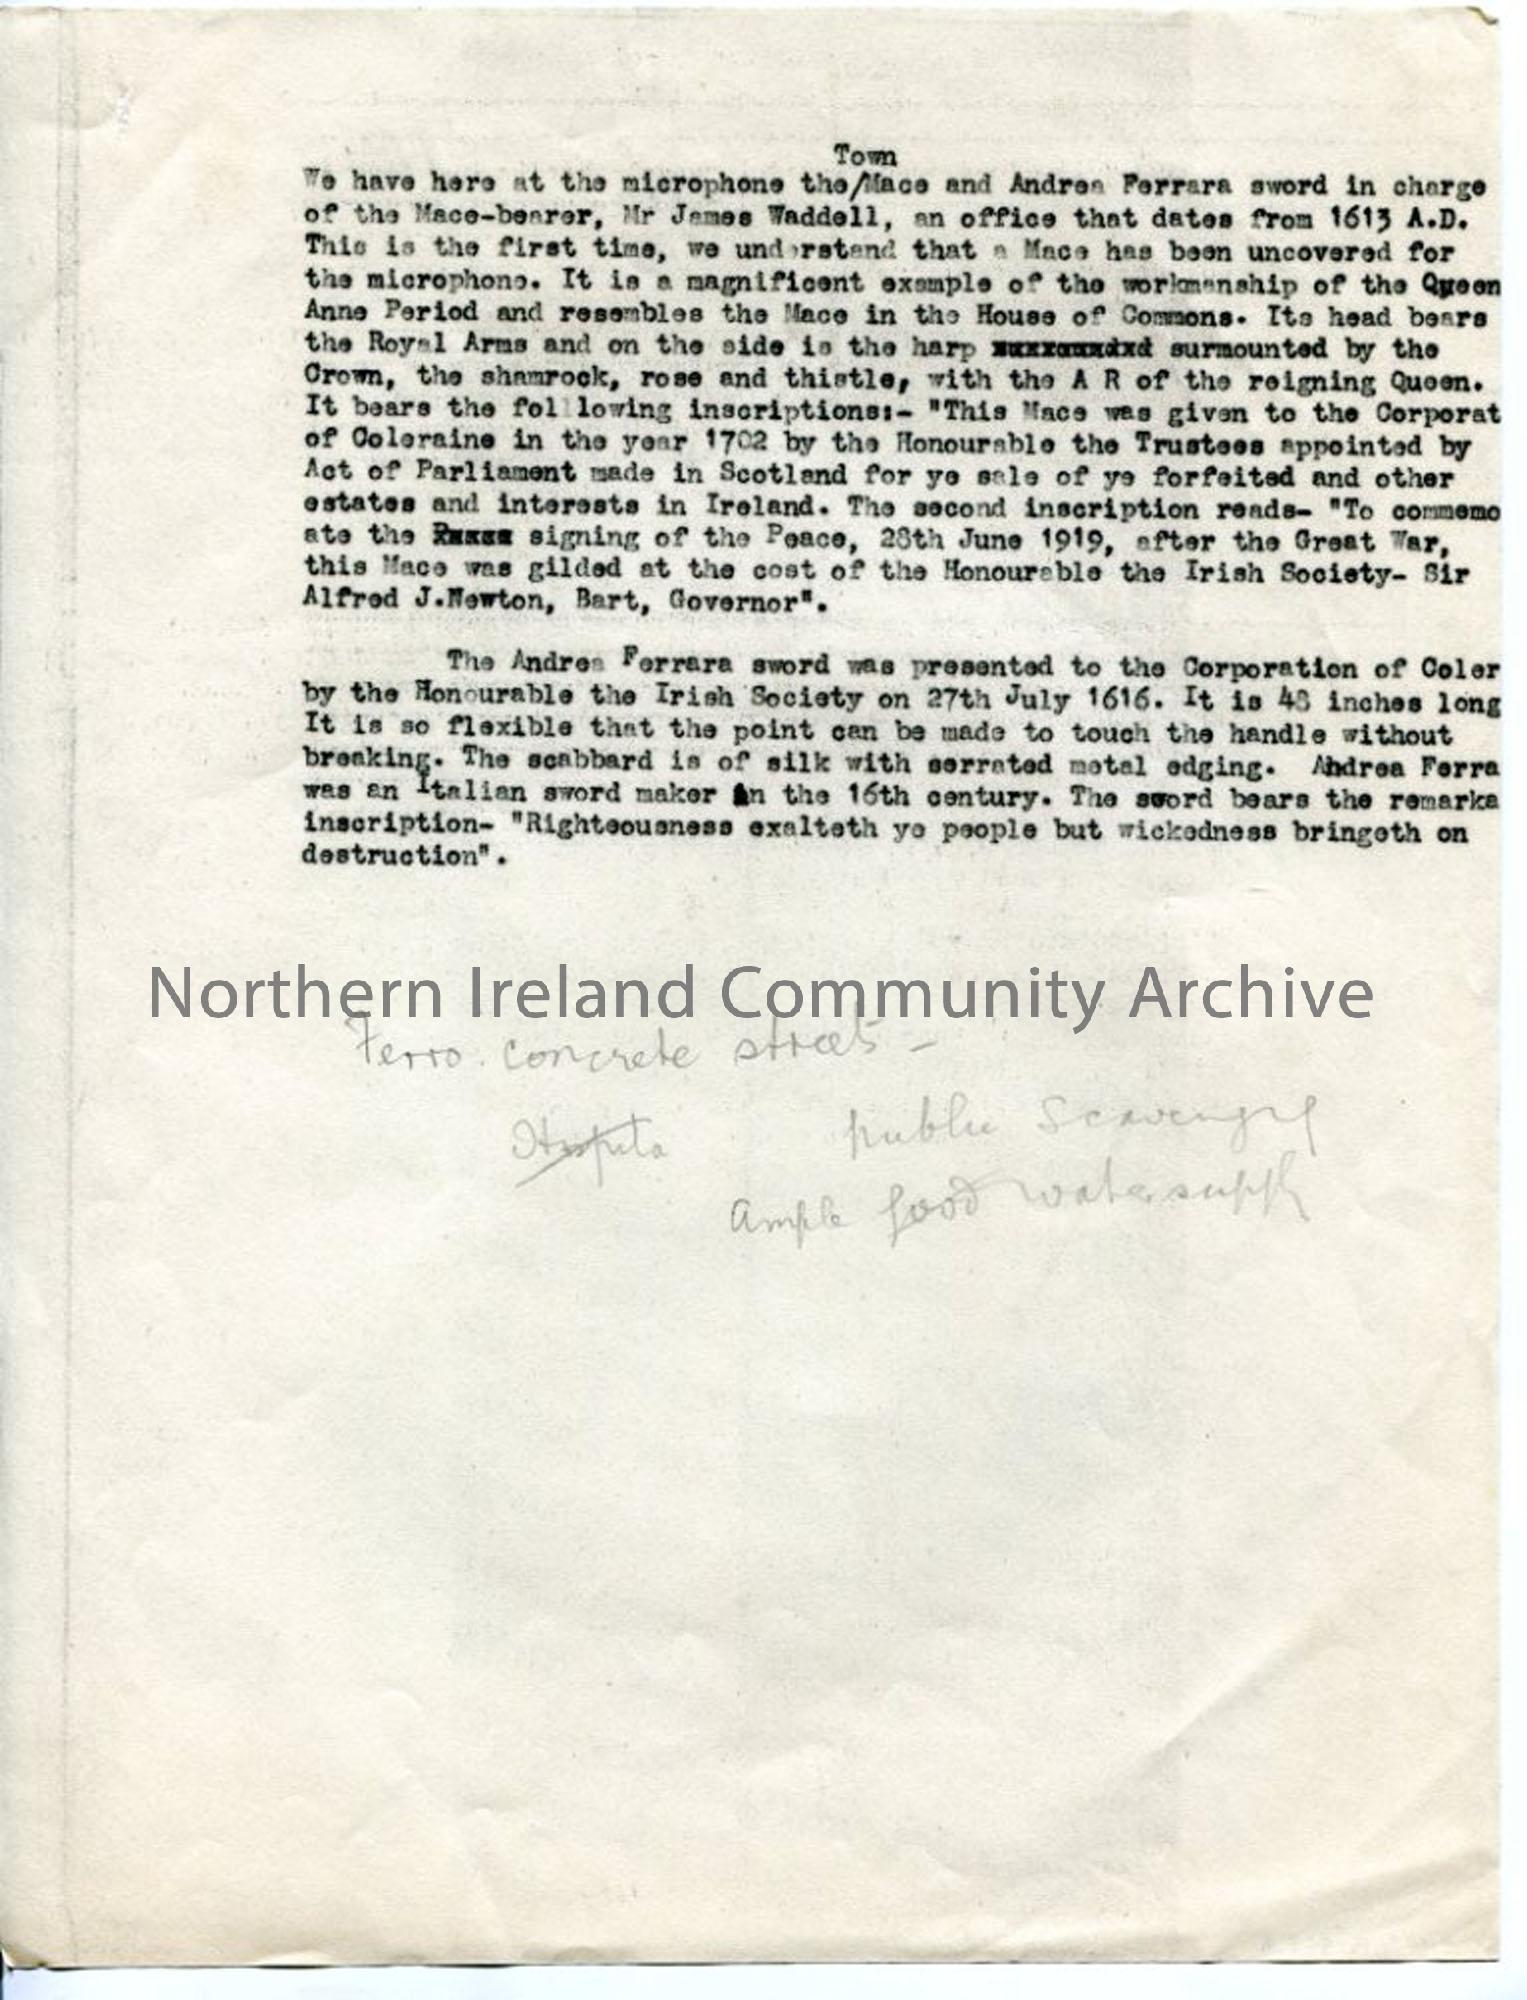 Town
We have here at the microphone the/Mace and Andrea Ferrara sword in charge
of the Mace-bearer, Mr James Waddell, an office that dates from 1613 A.D.
This is the first time, we understand that a Mace has been uncovered for
the microphone. It is a magnificent example of the workmanship of the Queen
Anne Period and resembles the Mace in the House of Commons. Its head bears
the Royal Arms and on the side is the harp surmounted by the
Crown, the shamrock, rose and thistle, with the A R of the reigning Queen.
It bears the fol lowing inscriptions:- "This Mace was given to the Corporat
of Coleraine in the year 1702 by the Honourable the Trustees appointed by
Act of Parliament made in Scotland for ye sale of ye forfeited and other
estates and interests in Ireland. The second inscription reads- "To commemo
ate the signing of the Peace, 28th June 1919, after the Great War,
this Mace was gilded at the cost of the Honourable the Irish Society- Sir
Alfred J.Newton, Bart, Governor".
The Andrea Ferrara sword was presented to the Corporation of Coler
by the Honourable the Irish Society on 27th July 1616. It is 48 inches long
It is so flexible that the point can be made to touch the handle without
breaking. The scabbard is of silk with serrated metal edging. Andrea Ferra
was an Italian sword maker in the 16th century. The sword bears the remarka
inscription- "Righteousness exalteth ye people but wickedness bringeth on
destruction".
Northern Ireland Community Archive
Ferro. concrete streets -
public Scavenging
Ample good water supply